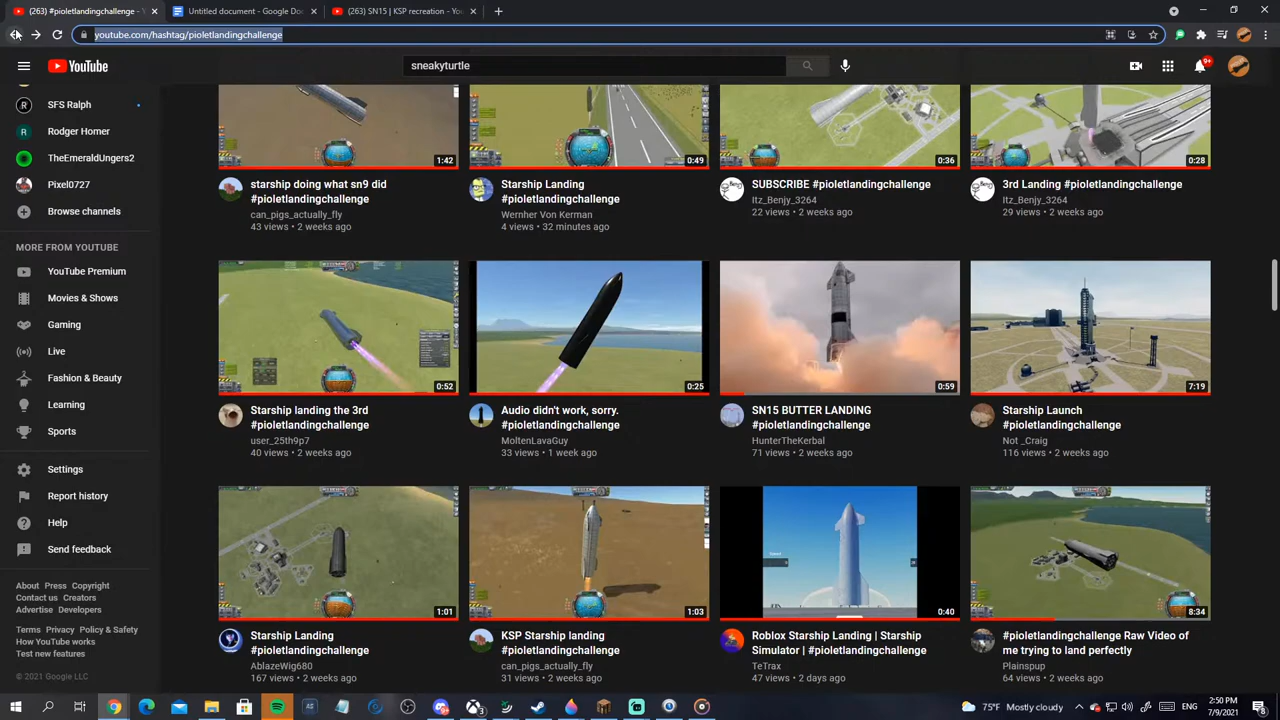 (263) #pioletlandingchallenge - Y
Untitled document - Google Do
(263) SN15 | KSP recreation - You
youtube.com/hashtag/pioletlandingchallenge
YouTube
sneakyturtle
9+
SFS Ralph
Rodger Homer
TheEmeraldUngers2
Pixel0727
Browse channels
MORE FROM YOUTUBE
YouTube Premium
Movies & Shows
Gaming
Live
Fashion & Beauty
Learning
Sports
Settings
Report history
Help
Send feedback
About Press Copyright
Contact us Creators
Advertise Developers
Terms Privacy Policy & Safety
How YouTube works
Test new features
© 2021 Google LLC
1:42
0:49
0:36
0:28
starship doing what sn9 did
#pioletlandingchallenge
can_pigs_actually_fly
43 views • 2 weeks ago
Starship Landing
#pioletlandingchallenge
Wernher Von Kerman
4 views • 32 minutes ago
SUBSCRIBE #pioletlandingchallenge
Itz_Benjy_3264
22 views • 2 weeks ago
3rd Landing #pioletlandingchallenge
Itz_Benjy_3264
29 views • 2 weeks ago
0:52
0:25
0:59
7:19
Starship landing the 3rd
#pioletlandingchallenge
user_25th9p7
40 views • 2 weeks ago
Audio didn't work, sorry.
#pioletlandingchallenge
MoltenLavaGuy
33 views • 1 week ago
SN15 BUTTER LANDING
#pioletlandingchallenge
HunterTheKerbal
71 views • 2 weeks ago
Starship Launch
#pioletlandingchallenge
Not _Craig
116 views • 2 weeks ago
1:01
1:03
0:40
8:34
Starship Landing
#pioletlandingchallenge
AblazeWig680
167 views • 2 weeks ago
KSP Starship landing
#pioletlandingchallenge
can_pigs_actually_fly
31 views • 2 weeks ago
Roblox Starship Landing | Starship
Simulator | #pioletlandingchallenge
TeTrax
47 views • 2 days ago
#pioletlandingchallenge Raw Video of
me trying to land perfectly
Plainspup
64 views • 2 weeks ago
75°F Mostly cloudy
2:50 PM
7/9/2021